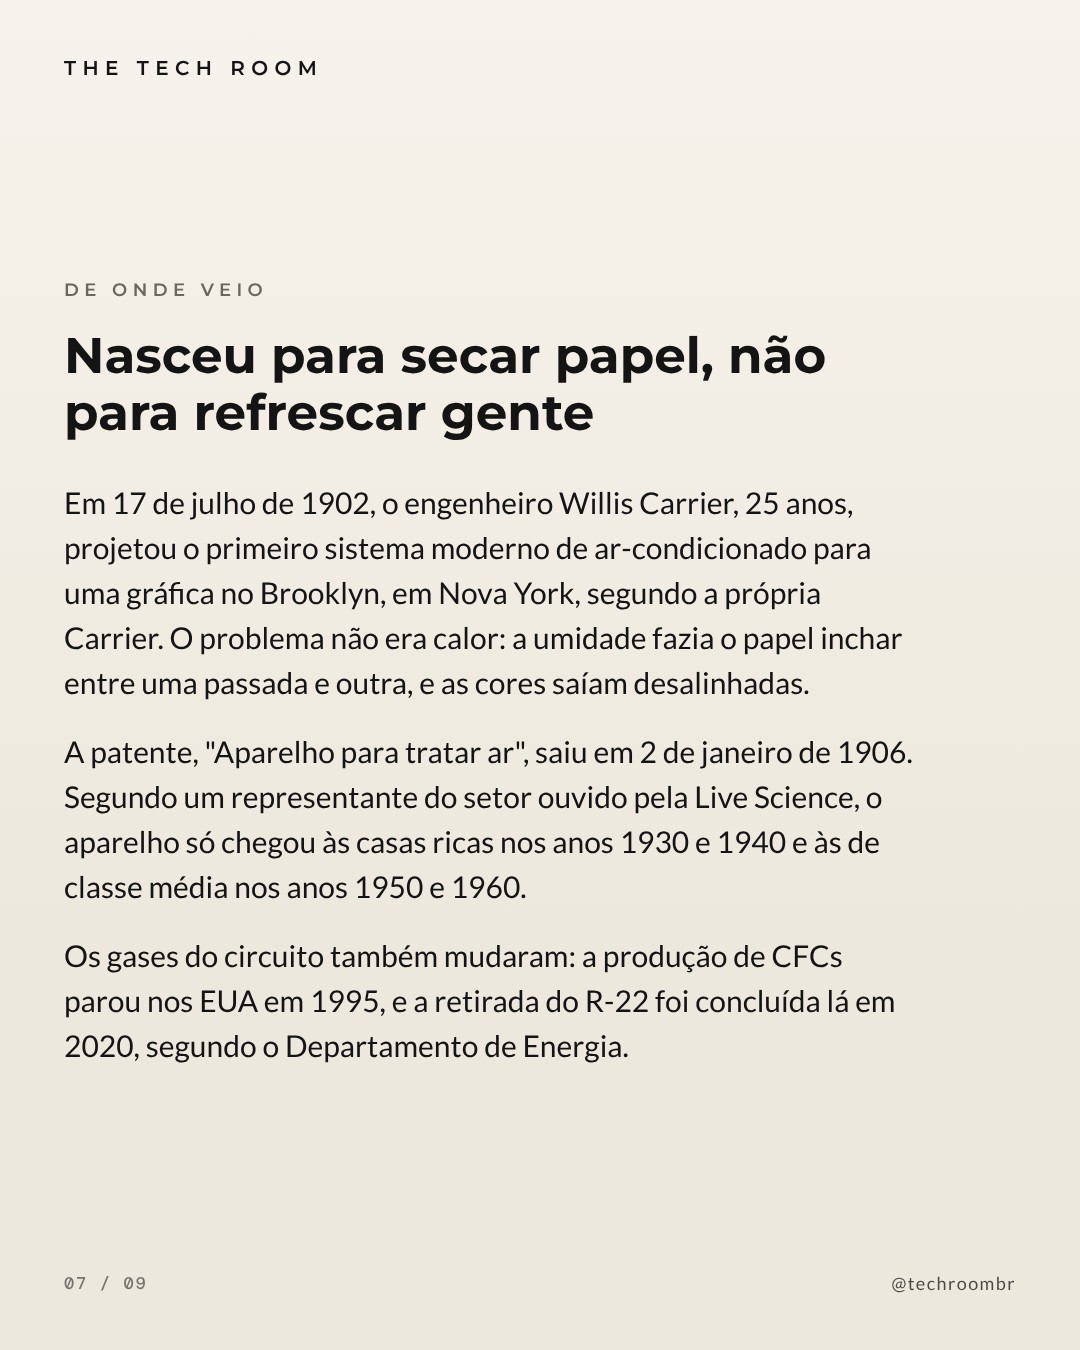 THE TECH ROOM
DE ONDE VEIO
Nasceu para secar papel, não
para refrescar gente
Em 17 de julho de 1902, o engenheiro Willis Carrier, 25 anos,
projetou o primeiro sistema moderno de ar-condicionado para
uma gráfica no Brooklyn, em Nova York, segundo a própria
Carrier. O problema não era calor: a umidade fazia o papel inchar
entre uma passada e outra, e as cores saíam desalinhadas.
A patente, "Aparelho para tratar ar", saiu em 2 de janeiro de 1906.
Segundo um representante do setor ouvido pela Live Science, o
aparelho só chegou às casas ricas nos anos 1930 e 1940 e às de
classe média nos anos 1950 e 1960.
Os gases do circuito também mudaram: a produção de CFCs
parou nos EUA em 1995, e a retirada do R-22 foi concluída lá em
2020, segundo o Departamento de Energia.
07 / 09
@techroombr